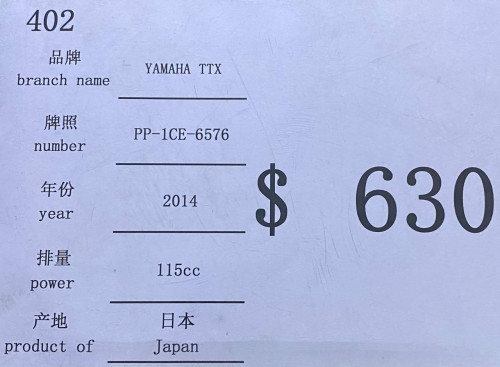 402
品牌
branch name
YAMAHA TTX
牌照
number
PP-1CE-6576
年份
year
2014
$ 630
排量
power
115cc
产地
product of
日本
Japan